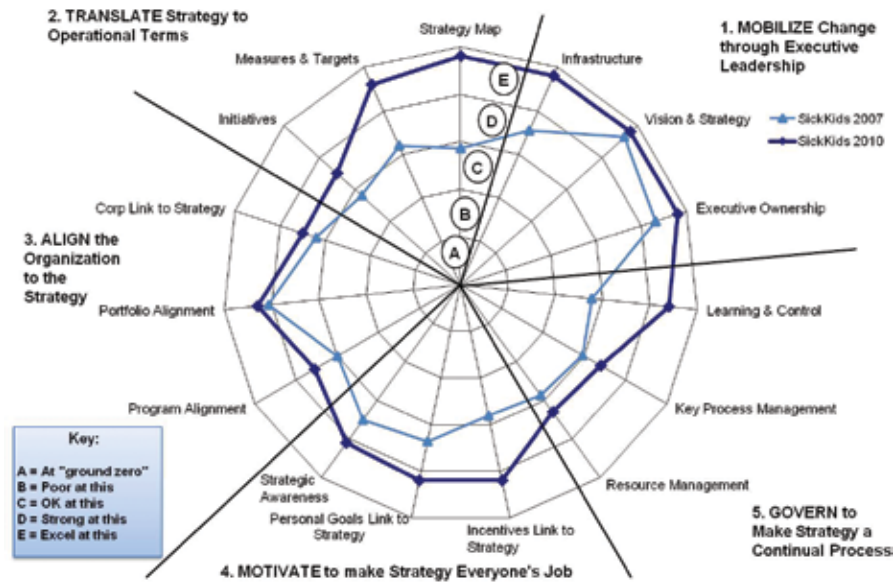 2. TRANSLATE Strategy to
Operational Terms
Strategy Map
1. MOBILIZE Change
through Executive
Leadership
Measures & Targets
Infrastructure
Initiatives
Vision & Strategy
SickKids 2007
SickKids 2010
Corp Link to Strategy
Executive Ownership
E
D
C
B
A
3. ALIGN the
Organization
to the
Strategy
Portfolio Alignment
Learning & Control
Program Alignment
Key Process Management
Key:
A = At "ground zero"
B = Poor at this
C = OK at this
D = Strong at this
E = Excel at this
Strategic
Awareness
Resource Management
Personal Goals Link to
Strategy
Incentives Link to
Strategy
5. GOVERN to
Make Strategy a
Continual Process
4. MOTIVATE to make Strategy Everyone's Job